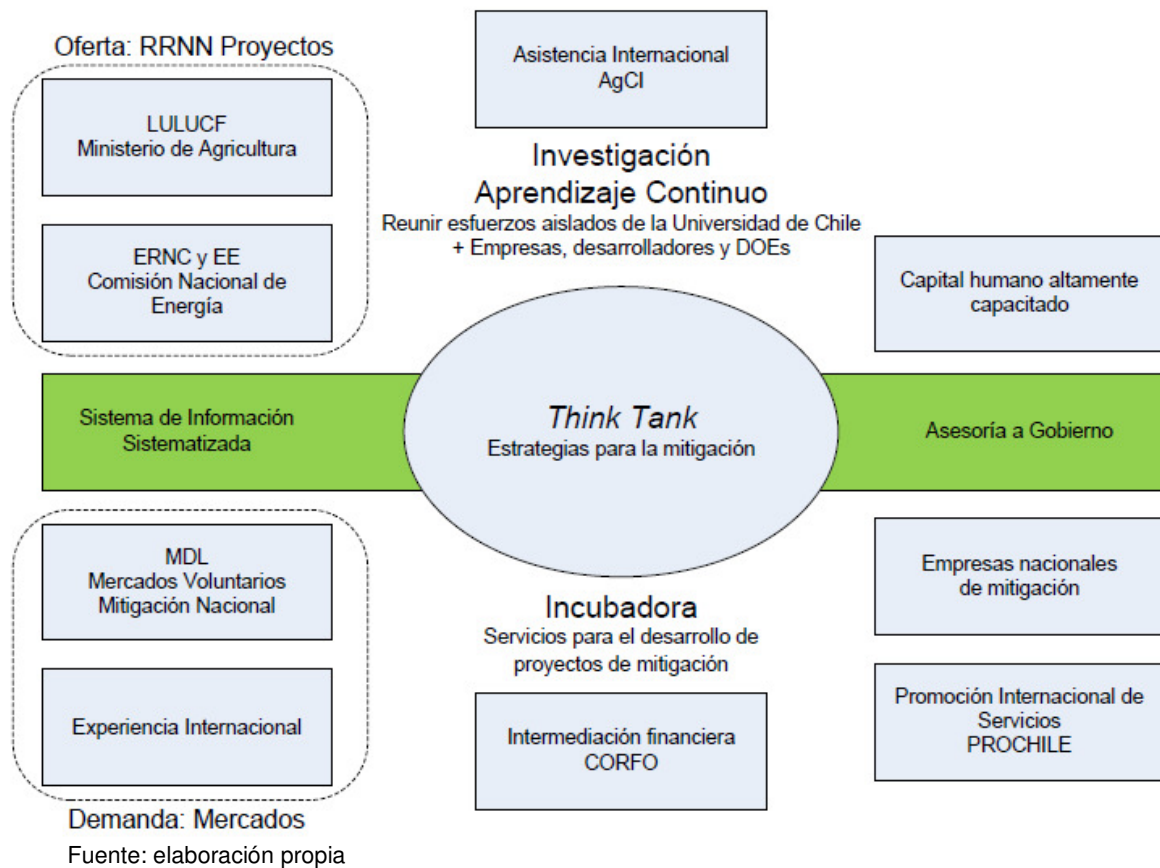 Oferta: RRNN Proyectos
LULUCF
Ministerio de Agricultura
ERNC y EE
Comisión Nacional de
Energía
Asistencia Internacional
AgCI
Investigación
Aprendizaje Continuo
Reunir esfuerzos aislados de la Universidad de Chile
+ Empresas, desarrolladores y DOEs
Capital humano altamente
capacitado
Sistema de Información
Sistematizada
Think Tank
Estrategias para la mitigación
Asesoría a Gobierno
MDL
Mercados Voluntarios
Mitigación Nacional
Experiencia Internacional
Demanda: Mercados
Incubadora
Servicios para el desarrollo de
proyectos de mitigación
Intermediación financiera
CORFO
Empresas nacionales
de mitigación
Promoción Internacional de
Servicios
PROCHILE
Fuente: elaboración propia